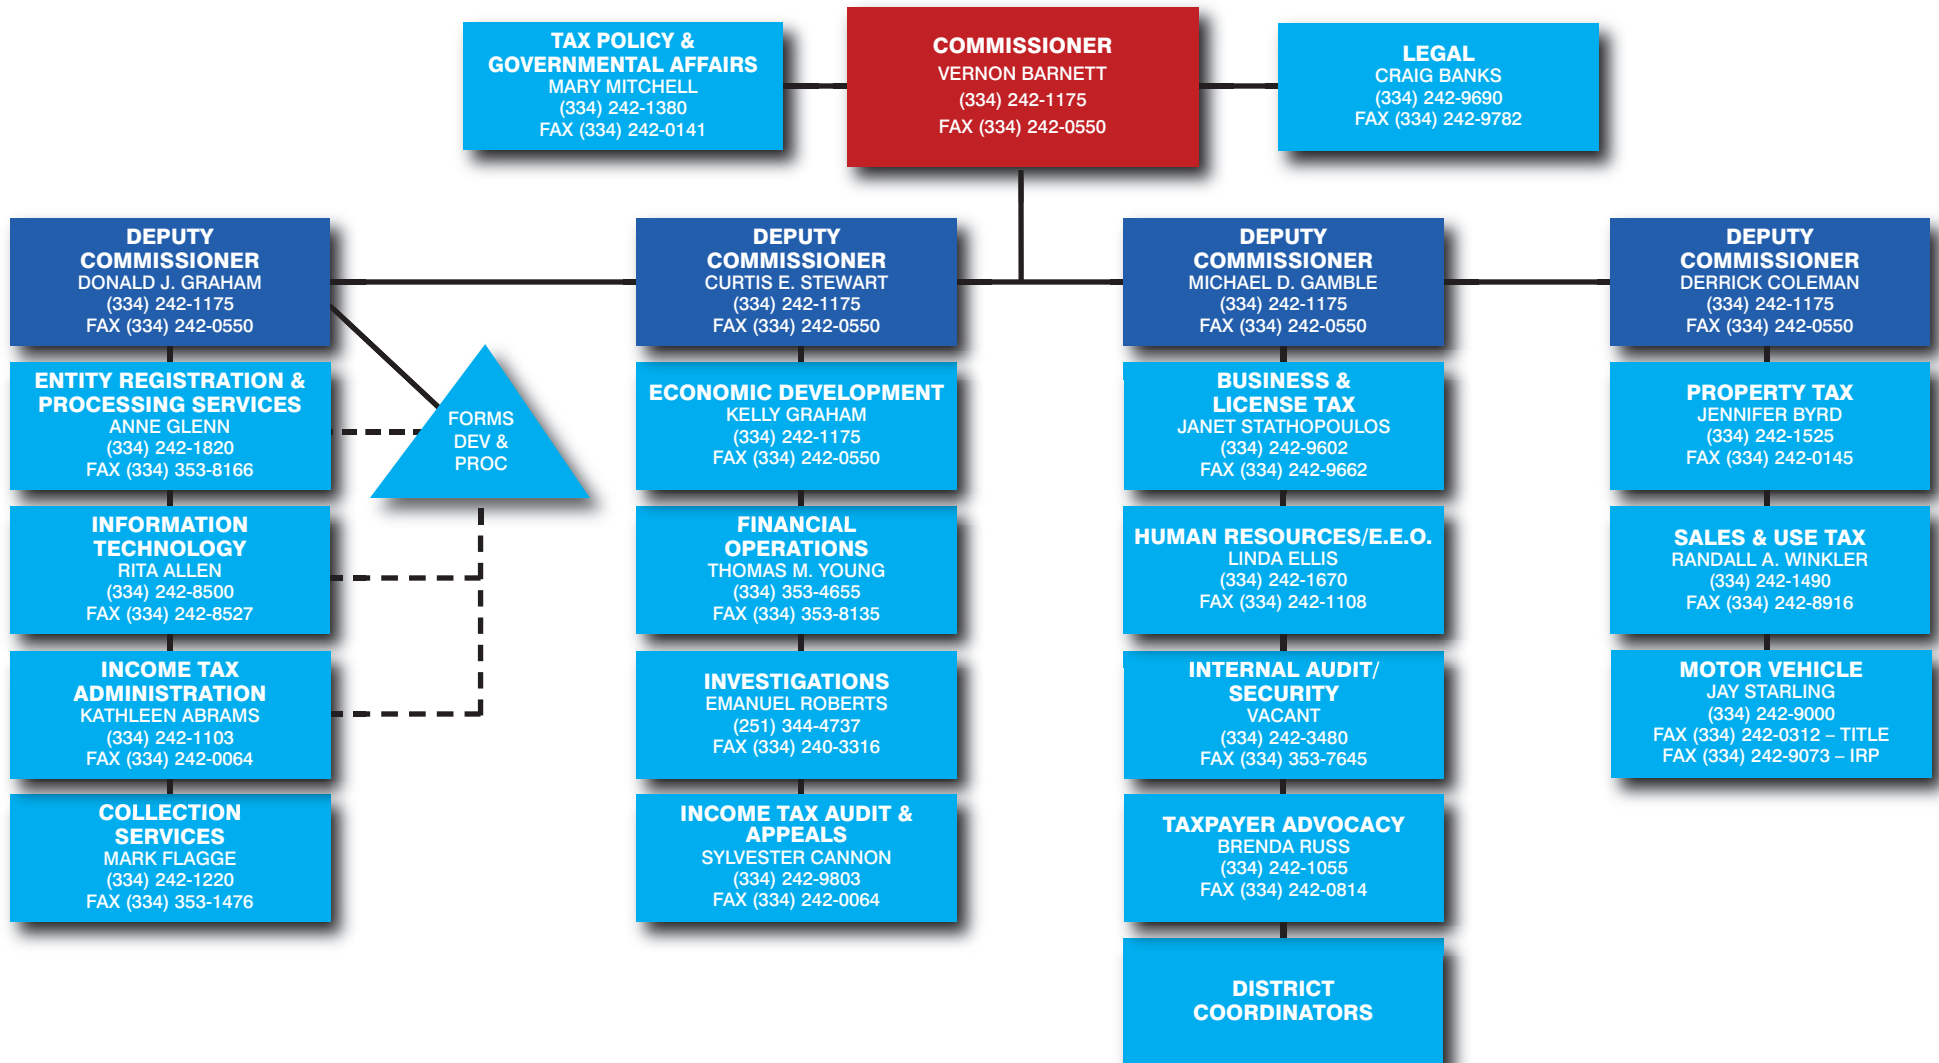 TAX POLICY &
GOVERNMENTAL AFFAIRS
MARY MITCHELL
(334) 242-1380
FAX (334) 242-0141
COMMISSIONER
VERNON BARNETT
(334) 242-1175
FAX (334) 242-0550
LEGAL
CRAIG BANKS
(334) 242-9690
FAX (334) 242-9782
DEPUTY
COMMISSIONER
DONALD J. GRAHAM
(334) 242-1175
FAX (334) 242-0550
ENTITY REGISTRATION &
PROCESSING SERVICES
ANNE GLENN
(334) 242-1820
FAX (334) 353-8166
FORMS
DEV &
PROC
INFORMATION
TECHNOLOGY
RITA ALLEN
(334) 242-8500
FAX (334) 242-8527
INCOME TAX
ADMINISTRATION
KATHLEEN ABRAMS
(334) 242-1103
FAX (334) 242-0064
COLLECTION
SERVICES
MARK FLAGGE
(334) 242-1220
FAX (334) 353-1476
DEPUTY
COMMISSIONER
CURTIS E. STEWART
(334) 242-1175
FAX (334) 242-0550
ECONOMIC DEVELOPMENT
KELLY GRAHAM
(334) 242-1175
FAX (334) 242-0550
FINANCIAL
OPERATIONS
THOMAS M. YOUNG
(334) 353-4655
FAX (334) 353-8135
INVESTIGATIONS
EMANUEL ROBERTS
(251) 344-4737
FAX (334) 240-3316
INCOME TAX AUDIT &
APPEALS
SYLVESTER CANNON
(334) 242-9803
FAX (334) 242-0064
DEPUTY
COMMISSIONER
MICHAEL D. GAMBLE
(334) 242-1175
FAX (334) 242-0550
BUSINESS &
LICENSE TAX
JANET STATHOPOULOS
(334) 242-9602
FAX (334) 242-9662
HUMAN RESOURCES/E.E.O.
LINDA ELLIS
(334) 242-1670
FAX (334) 242-1108
INTERNAL AUDIT/
SECURITY
VACANT
(334) 242-3480
FAX (334) 353-7645
TAXPAYER ADVOCACY
BRENDA RUSS
(334) 242-1055
FAX (334) 242-0814
DISTRICT
COORDINATORS
DEPUTY
COMMISSIONER
DERRICK COLEMAN
(334) 242-1175
FAX (334) 242-0550
PROPERTY TAX
JENNIFER BYRD
(334) 242-1525
FAX (334) 242-0145
SALES & USE TAX
RANDALL A. WINKLER
(334) 242-1490
FAX (334) 242-8916
MOTOR VEHICLE
JAY STARLING
(334) 242-9000
FAX (334) 242-0312 – TITLE
FAX (334) 242-9073 – IRP